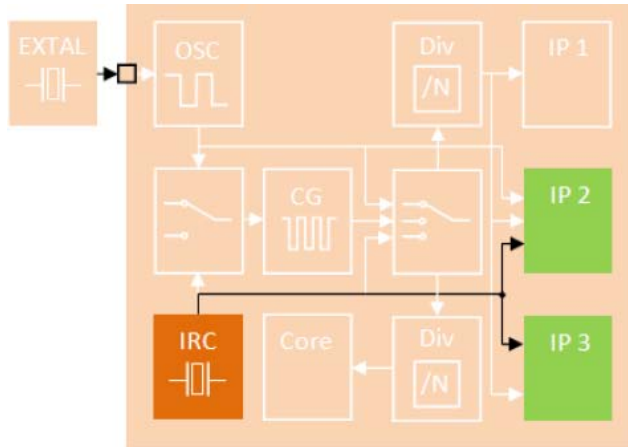 EXTAL
OSC
Div
/N
IP 1
CG
IP 2
IRC
Core
Div
/N
IP 3